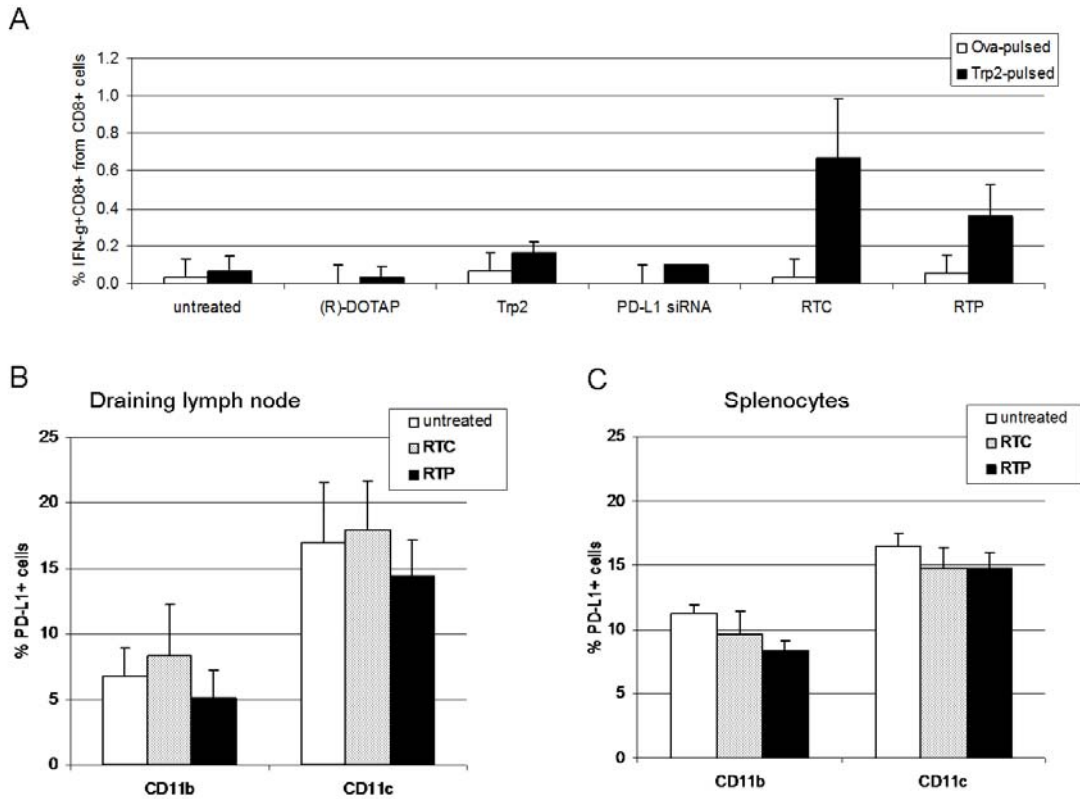 A
% IFN-g+CD8+ from CD8+ cells
1.2
1.0
0.8
0.6
0.4
0.2
0.0
Ova-pulsed
Trp2-pulsed
untreated (R)-DOTAP Trp2 PD-L1 siRNA RTC RTP
B
Draining lymph node
untreated
RTC
RTP
% PD-L1+ cells
25
20
15
10
5
0
CD11b CD11c
C
Splenocytes
untreated
RTC
RTP
% PD-L1+ cells
25
20
15
10
5
0
CD11b CD11c